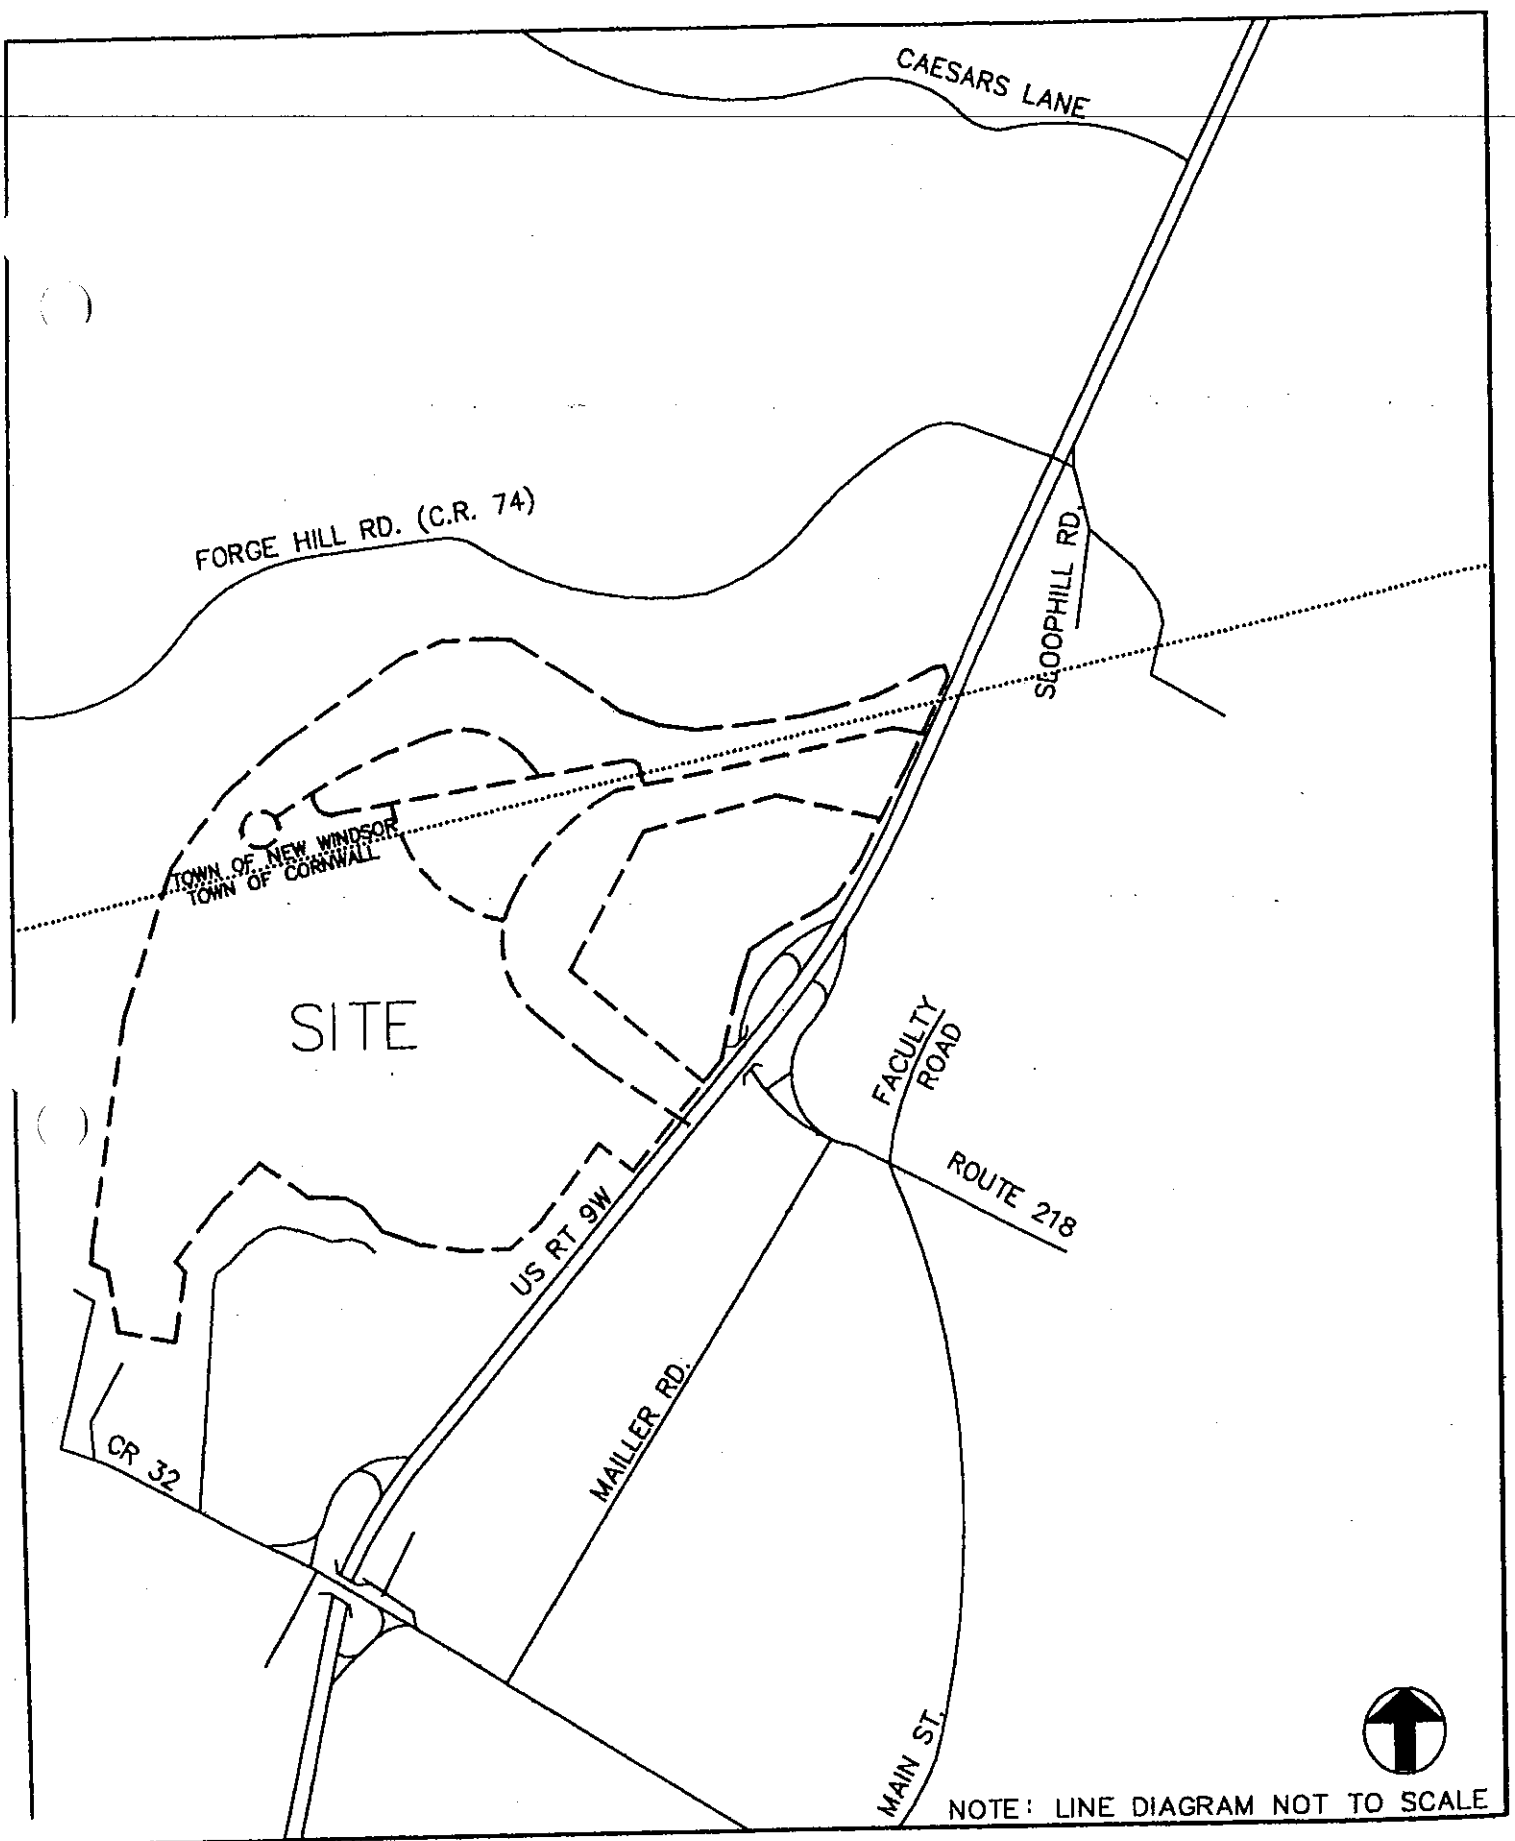 CAESARS LANE
FORGE HILL RD. (C.R. 74)
SLOOPHILL RD.
TOWN OF NEW WINDSOR
TOWN OF CORNWALL
SITE
FACULTY
ROAD
ROUTE 218
US RT 9W
MAILLER RD.
CR 32
MAIN ST.
NOTE: LINE DIAGRAM NOT TO SCALE